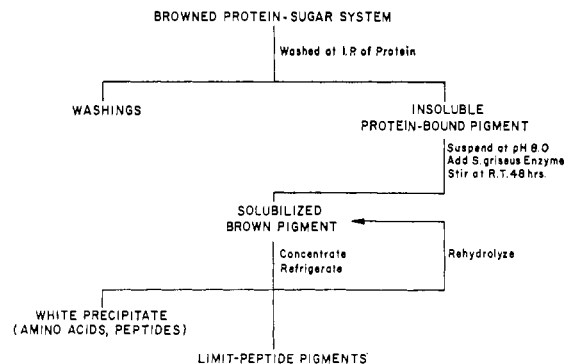 BROWNED PROTEIN-SUGAR SYSTEM
Washed at I.P. of Protein
WASHINGS
INSOLUBLE
PROTEIN-BOUND PIGMENT
Suspend at pH 8.0
Add S. griseus Enzyme
Stir at R.T. 48 hrs.
SOLUBILIZED
BROWN PIGMENT
Concentrate
Refrigerate
Rehydrolyze
WHITE PRECIPITATE
(AMINO ACIDS, PEPTIDES)
LIMIT-PEPTIDE PIGMENTS